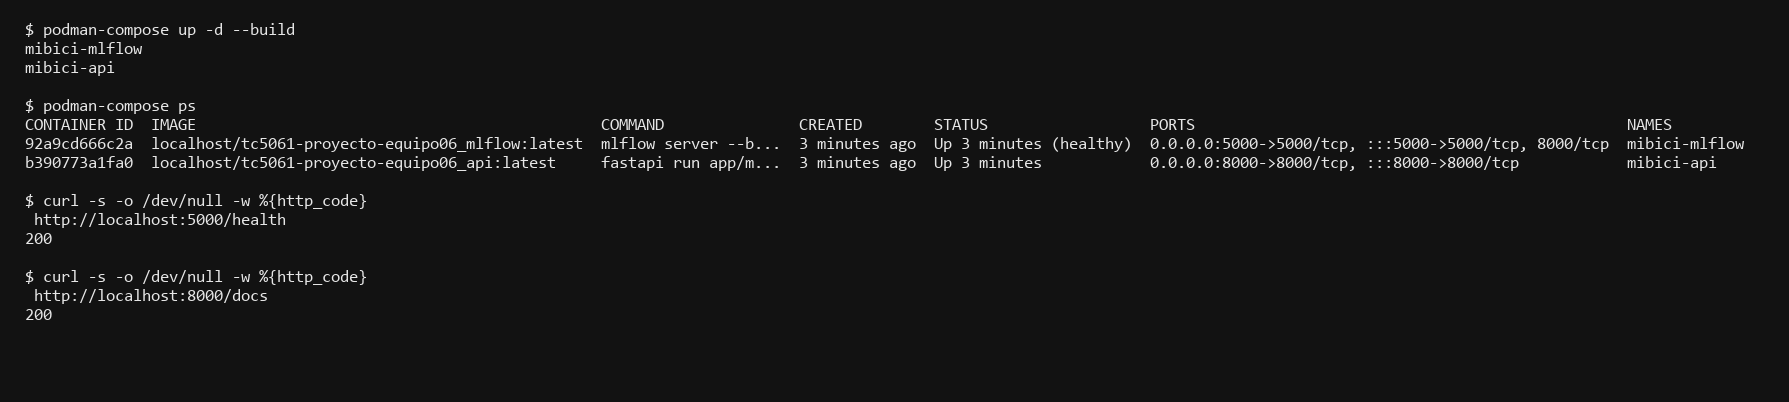 $ podman-compose up -d --build
mibici-mlflow
mibici-api
$ podman-compose ps
CONTAINER ID  IMAGE                                             COMMAND               CREATED        STATUS                  PORTS                                                NAMES
92a9cd666c2a  localhost/tc5061-proyecto-equipo06_mlflow:latest  mlflow server --b...  3 minutes ago  Up 3 minutes (healthy)  0.0.0.0:5000->5000/tcp, :::5000->5000/tcp, 8000/tcp  mibici-mlflow
b390773a1fa0  localhost/tc5061-proyecto-equipo06_api:latest     fastapi run app/m...  3 minutes ago  Up 3 minutes            0.0.0.0:8000->8000/tcp, :::8000->8000/tcp            mibici-api
$ curl -s -o /dev/null -w %{http_code}
 http://localhost:5000/health
200
$ curl -s -o /dev/null -w %{http_code}
 http://localhost:8000/docs
200